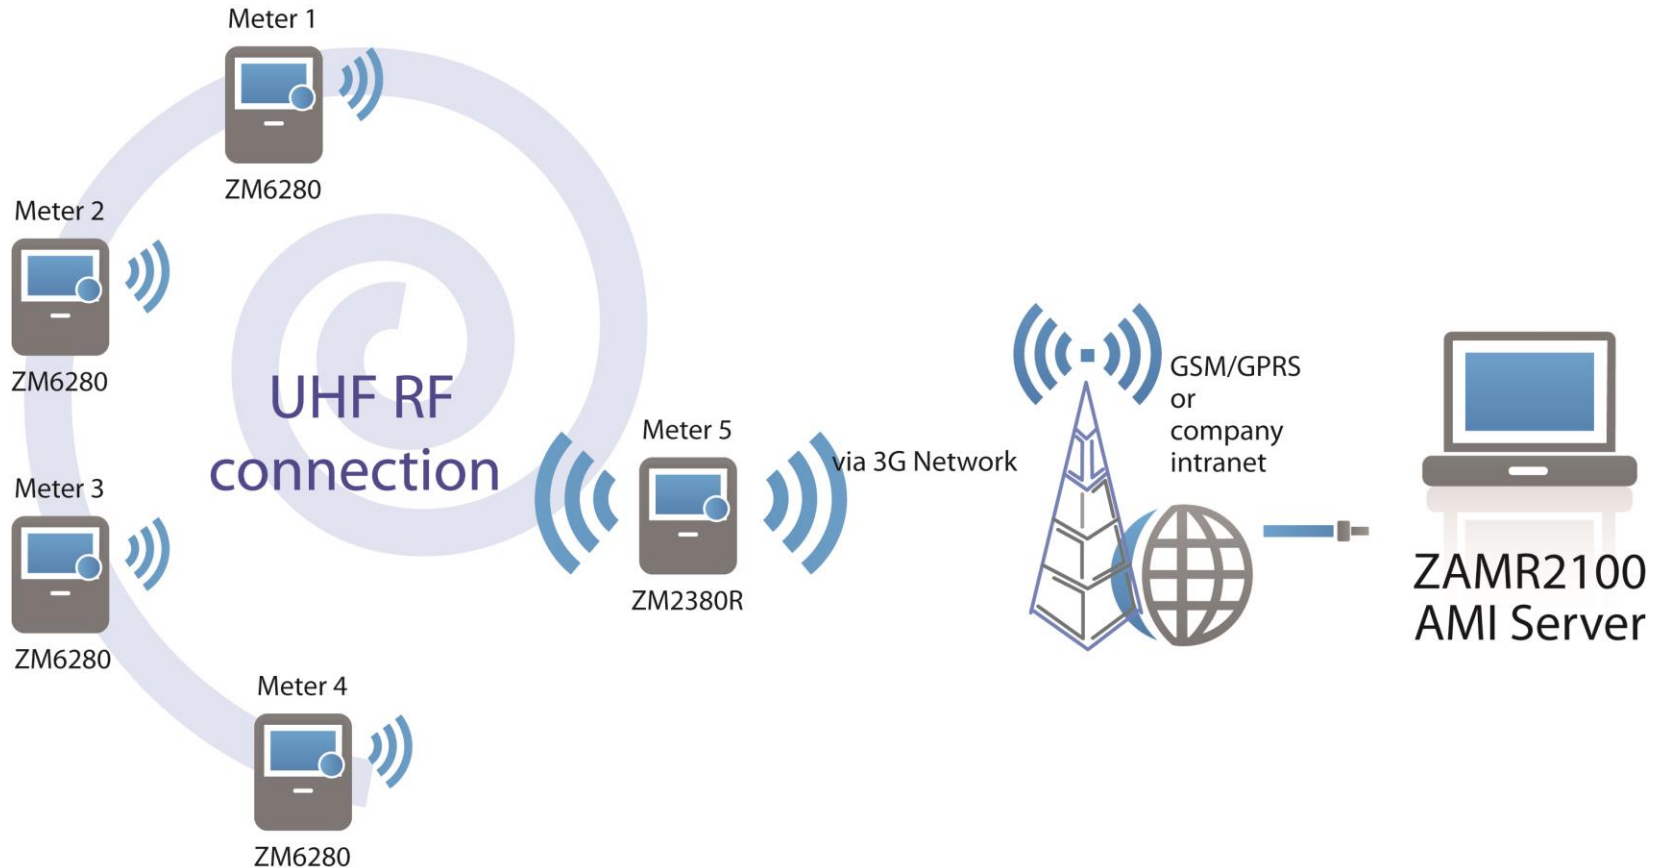 Meter 1
ZM6280
Meter 2
ZM6280
Meter 3
ZM6280
Meter 4
ZM6280
UHF RF
connection
Meter 5
ZM2380R
via 3G Network
GSM/GPRS
or
company
intranet
ZAMR2100
AMI Server